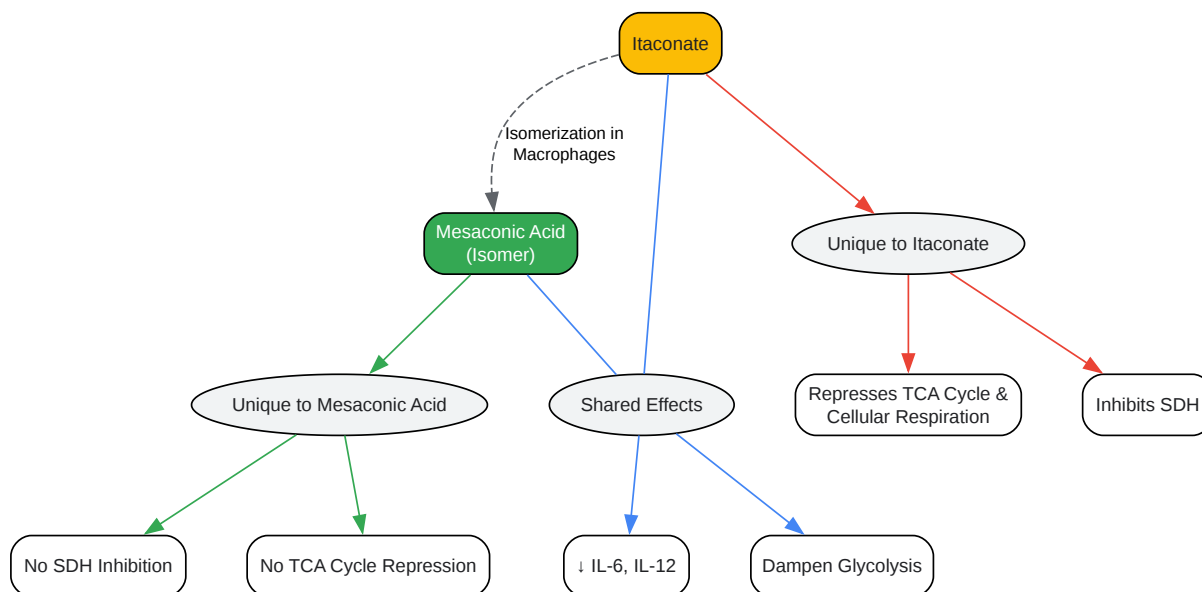 Itaconate
Isomerization in
Macrophages
Mesaconic Acid
(Isomer)
Unique to Itaconate
Unique to Mesaconic Acid
Shared Effects
Represses TCA Cycle &
Cellular Respiration
Inhibits SDH
No SDH Inhibition
No TCA Cycle Repression
↓ IL-6, IL-12
Dampen Glycolysis